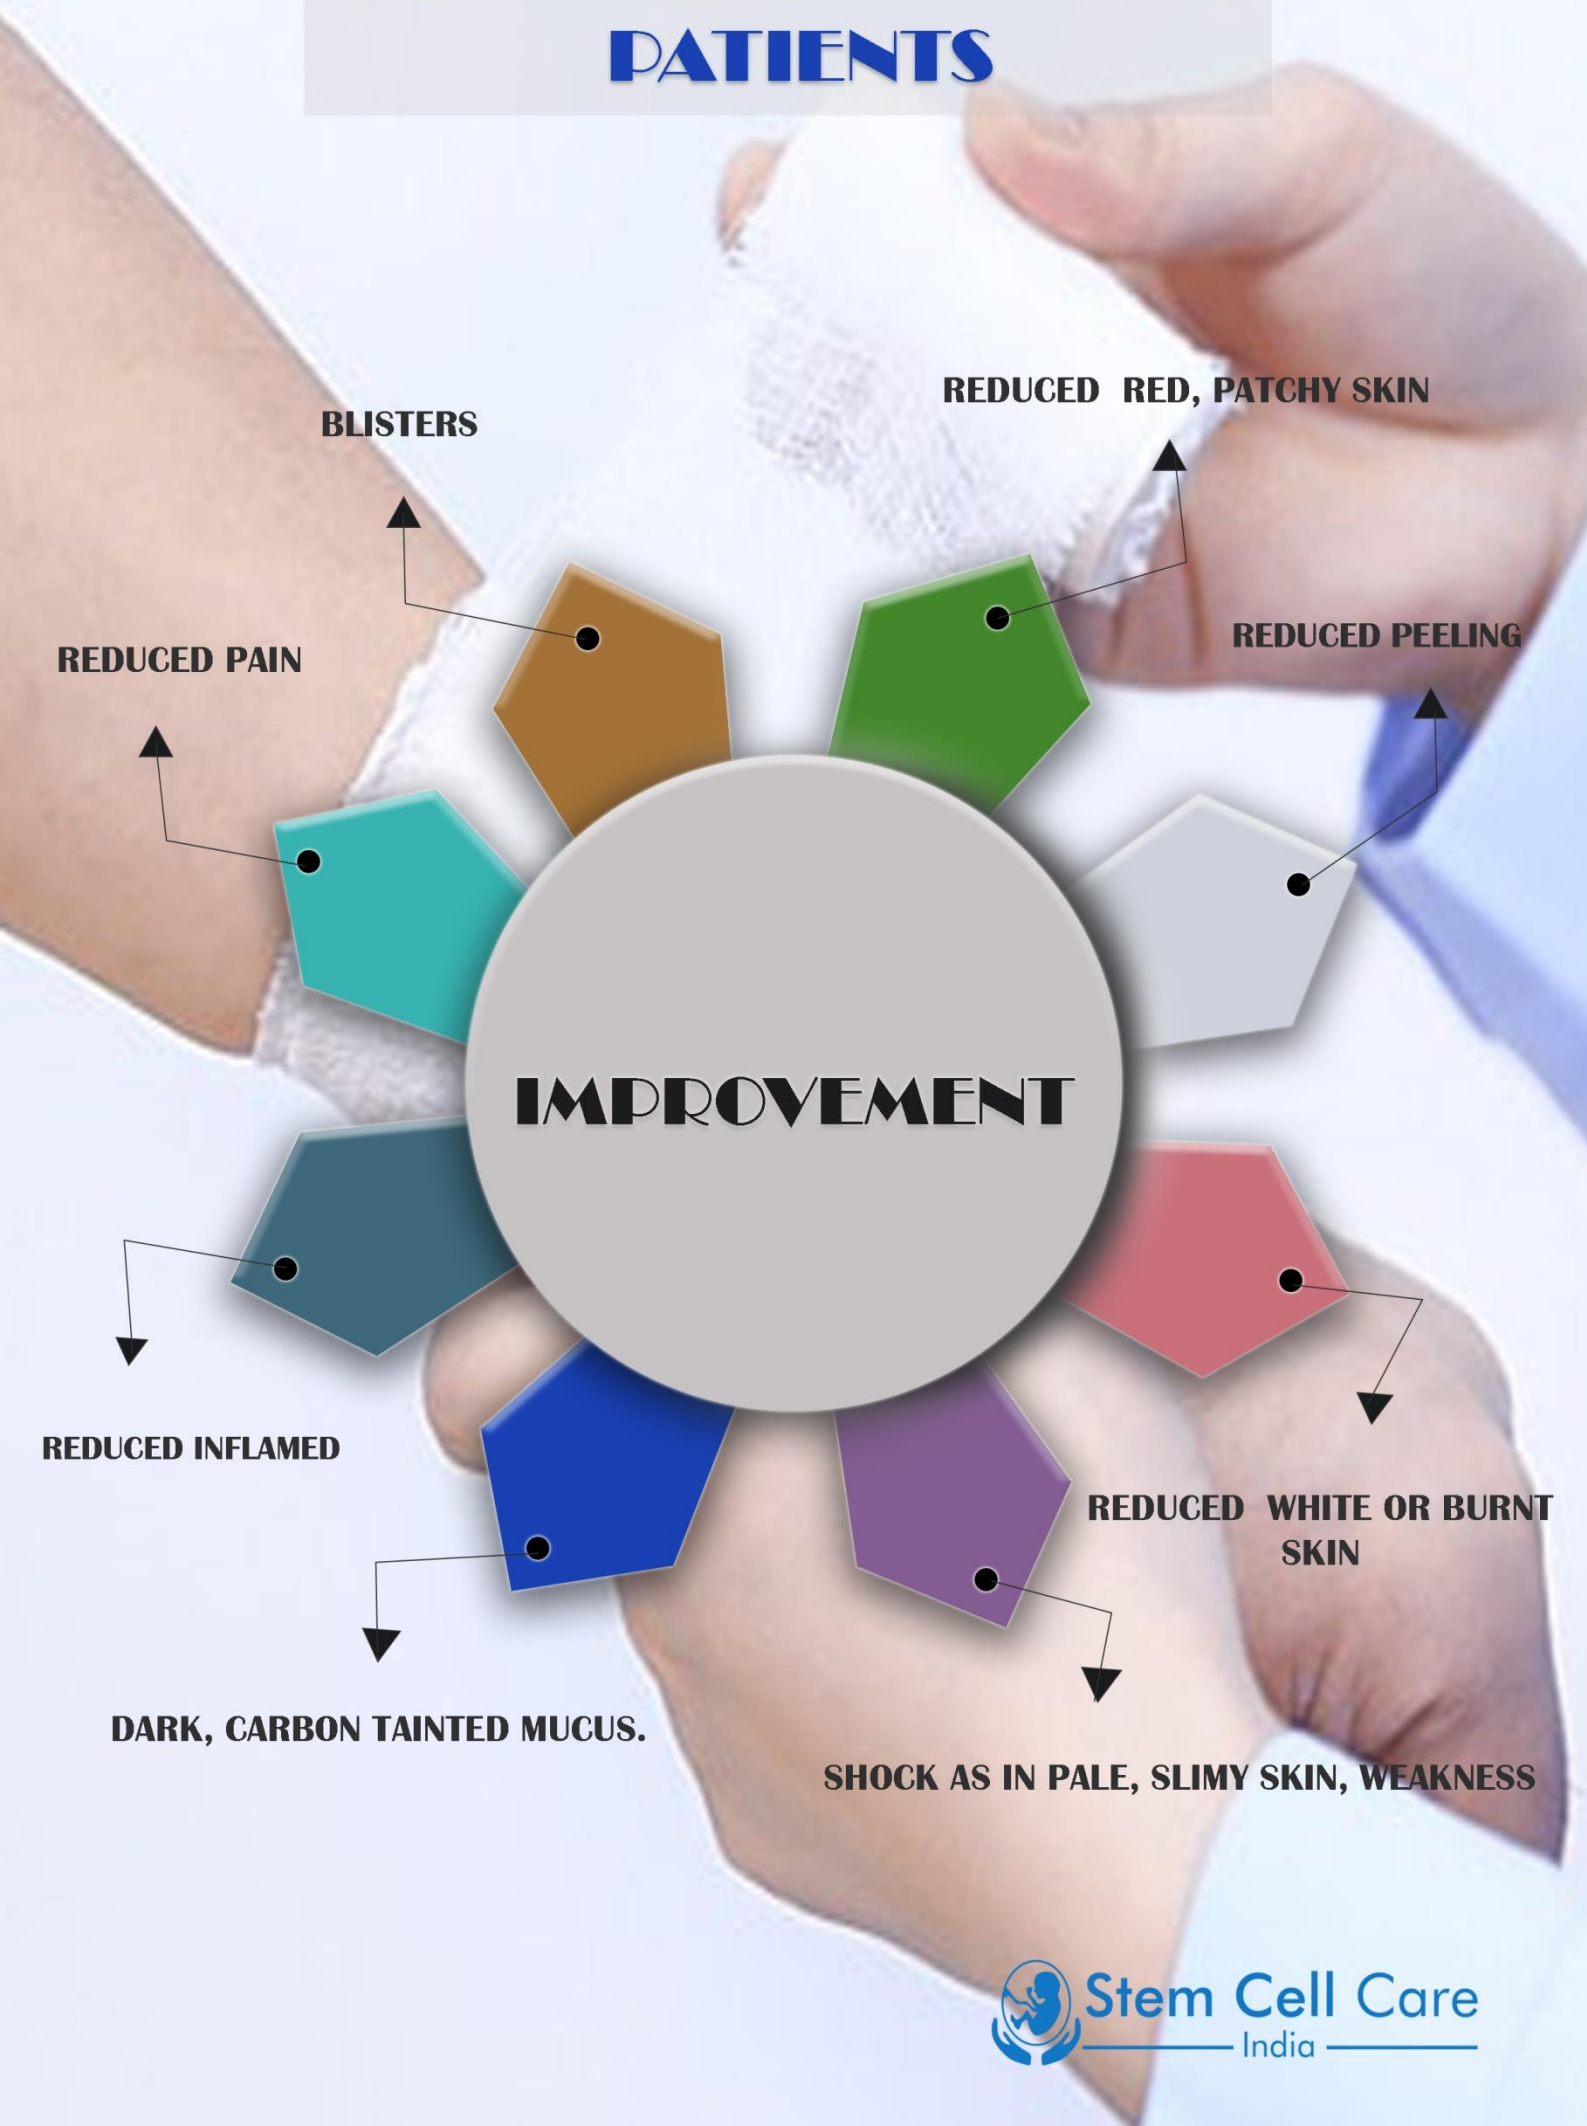 PATIENTS
REDUCED RED, PATCHY SKIN
BLISTERS
REDUCED PEELING
REDUCED PAIN
IMPROVEMENT
REDUCED INFLAMED
REDUCED WHITE OR BURNT
SKIN
DARK, CARBON TAINTED MUCUS.
SHOCK AS IN PALE, SLIMY SKIN, WEAKNESS
Stem Cell Care
India